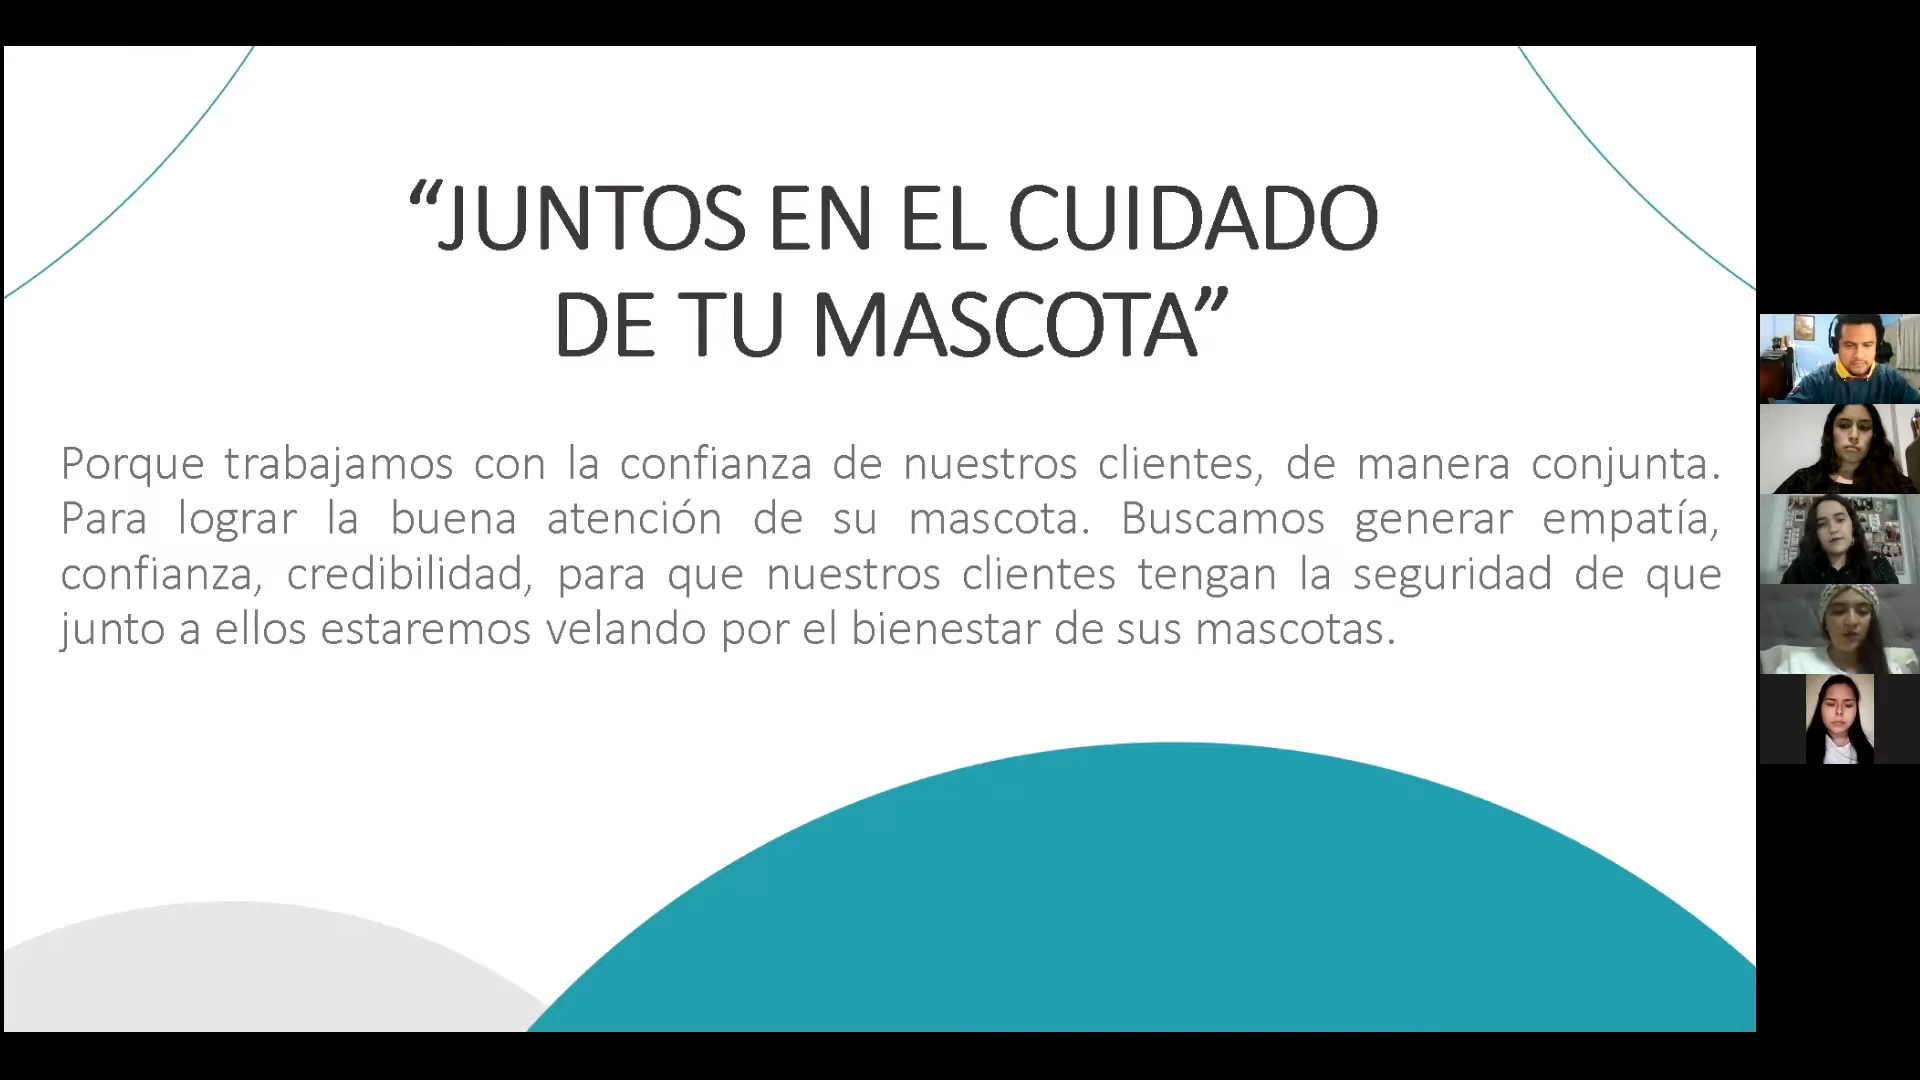 “JUNTOS EN EL CUIDADO
DE TU MASCOTA”
Porque trabajamos con la confianza de nuestros clientes, de manera conjunta.
Para lograr la buena atención de su mascota. Buscamos generar empatía,
confianza, credibilidad, para que nuestros clientes tengan la seguridad de que
junto a ellos estaremos velando por el bienestar de sus mascotas.